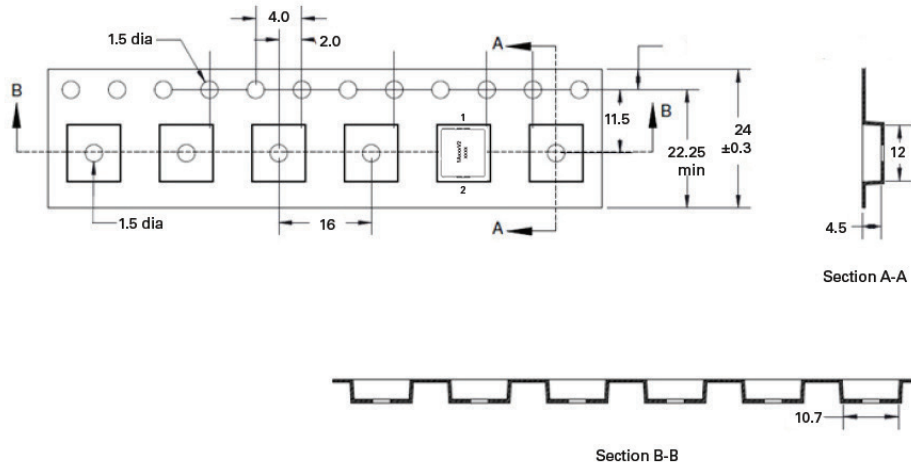 4.0
1.5 dia
2.0
A
B
B
1
11.5
24
±0.3
22.25
min
12
2
1.5 dia
16
A
4.5
Section A-A
10.7
Section B-B